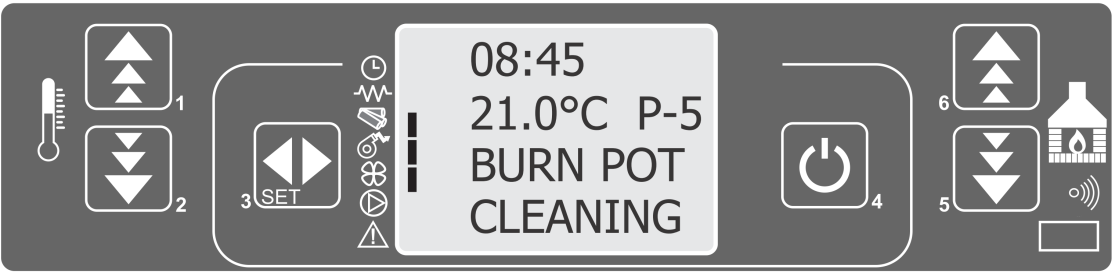 08:45
21.0°C P-5
BURN POT
CLEANING
1
2
3 SET
4
6
5